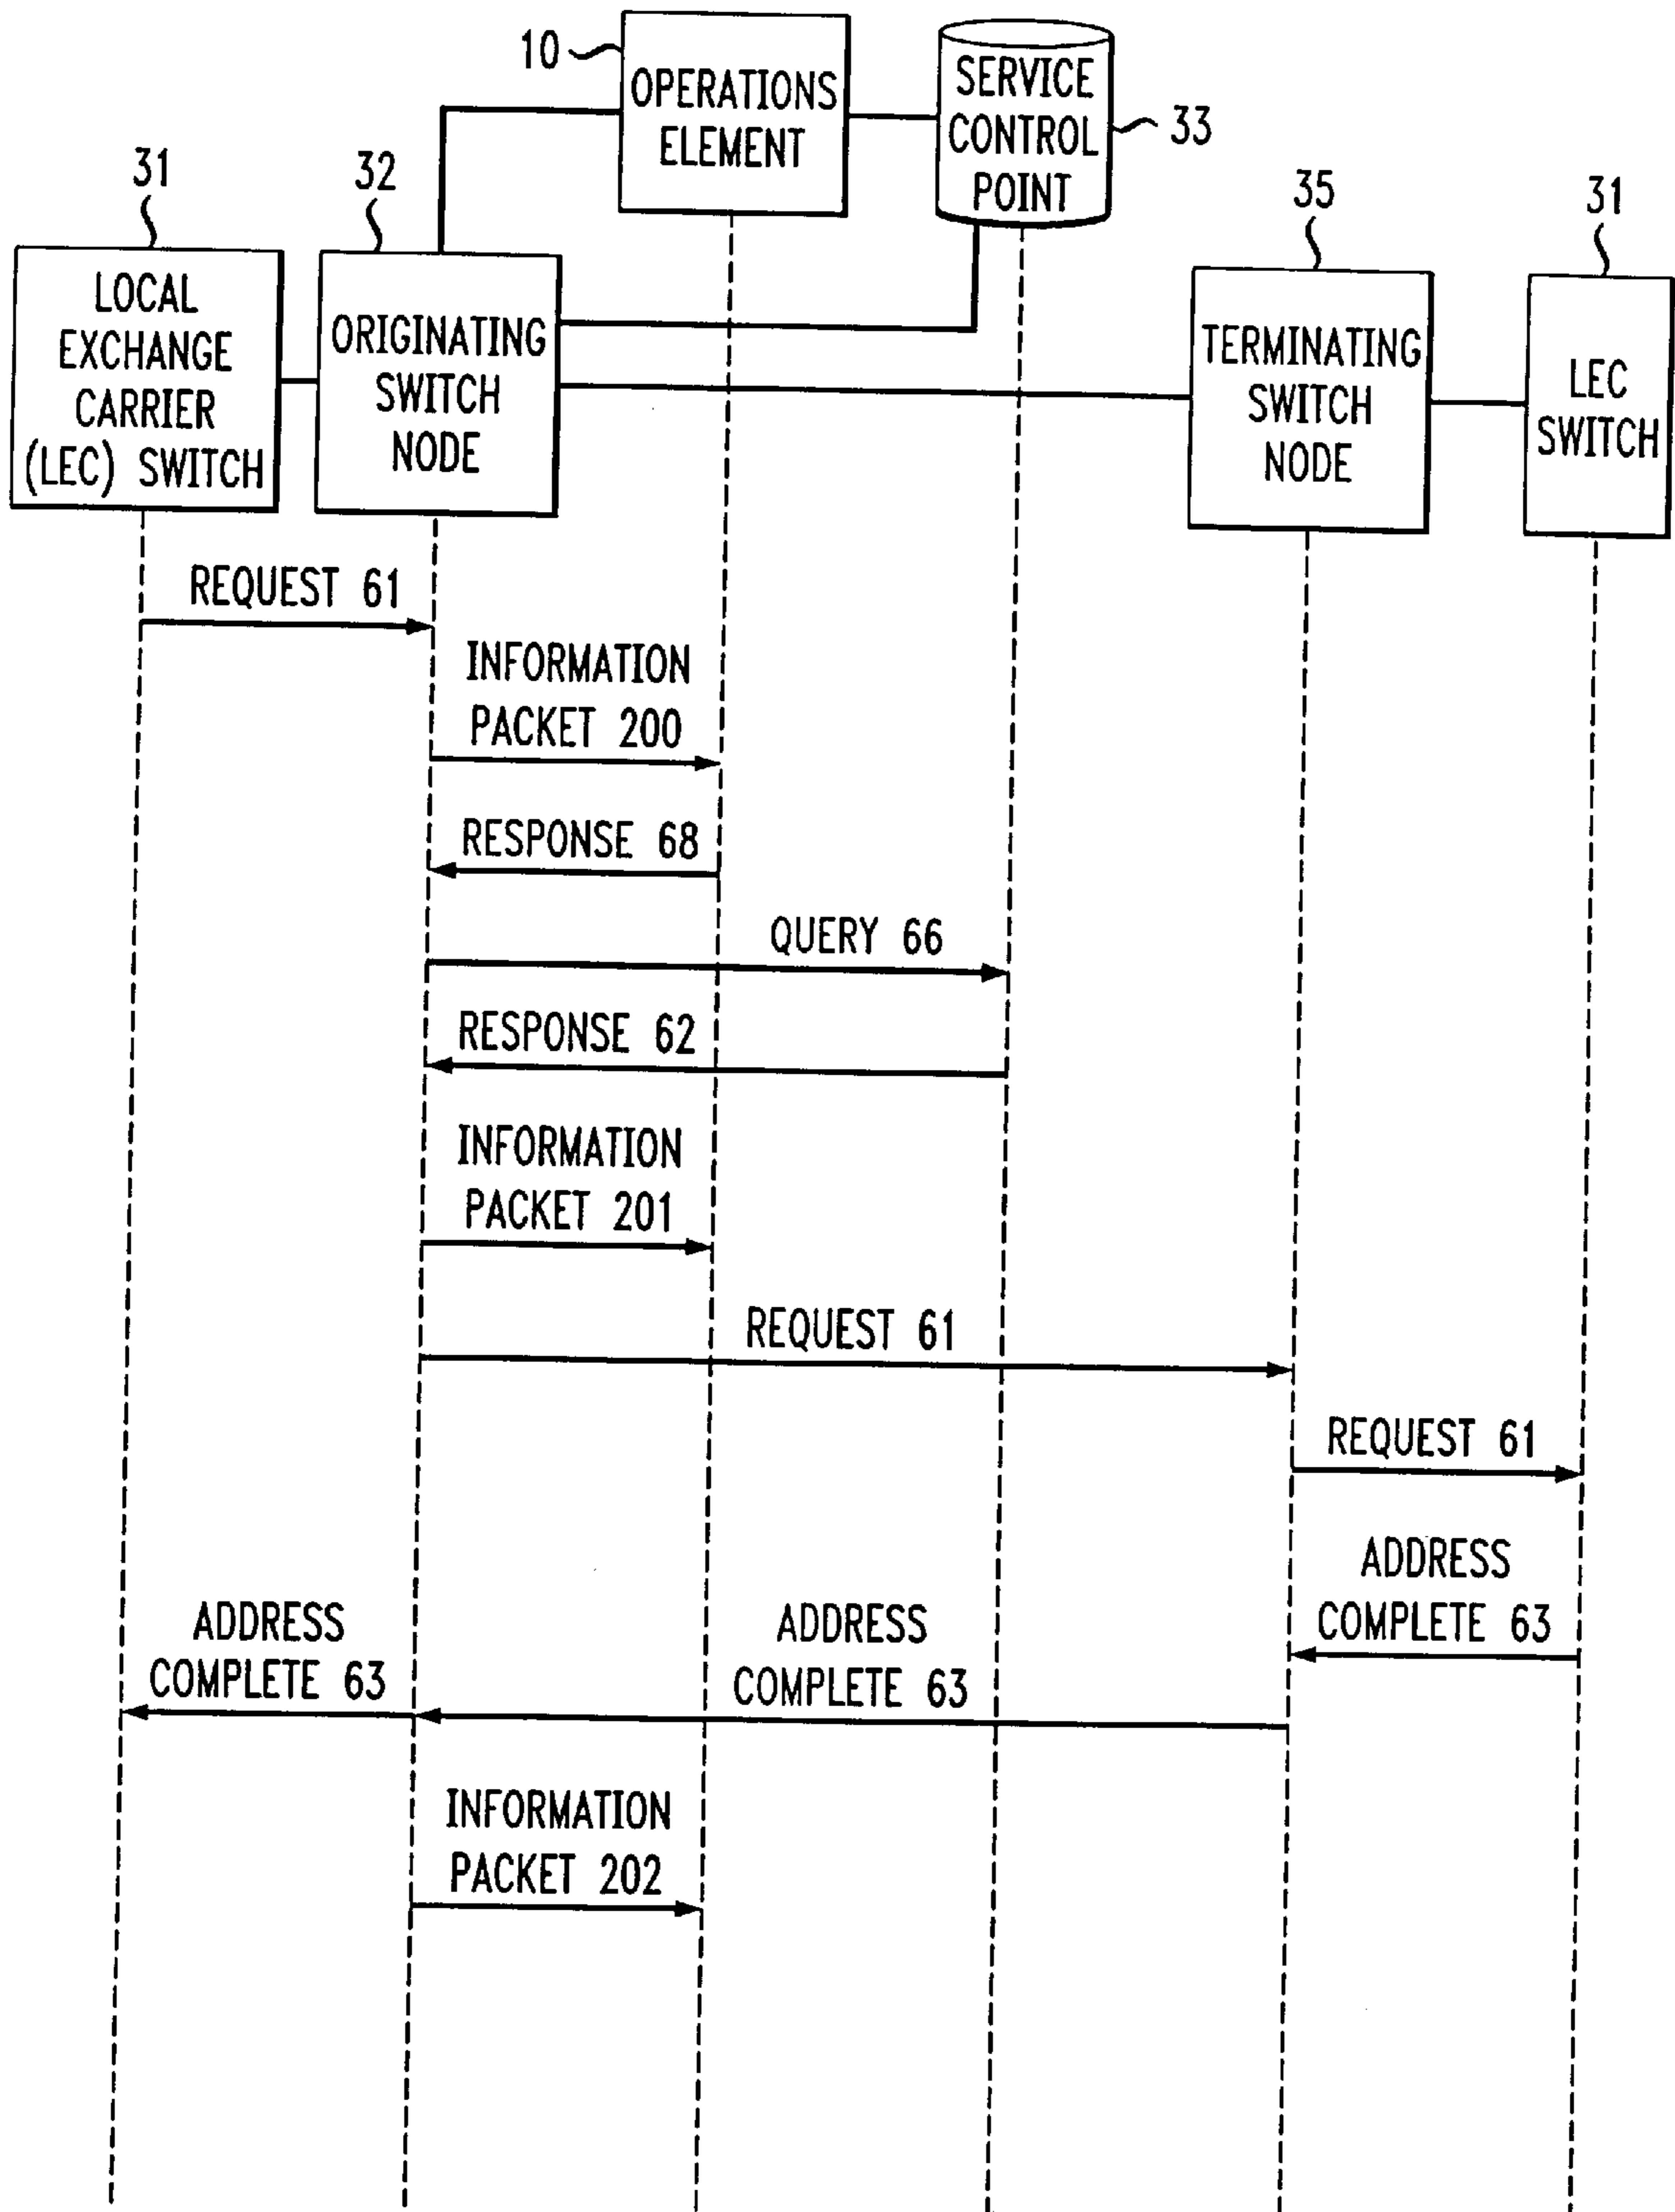 10
OPERATIONS
ELEMENT
SERVICE
CONTROL
POINT
33
31
32
35
31
LOCAL
EXCHANGE
CARRIER
(LEC) SWITCH
ORIGINATING
SWITCH
NODE
TERMINATING
SWITCH
NODE
LEC
SWITCH
REQUEST 61
INFORMATION
PACKET 200
RESPONSE 68
QUERY 66
RESPONSE 62
INFORMATION
PACKET 201
REQUEST 61
REQUEST 61
ADDRESS
COMPLETE 63
ADDRESS
COMPLETE 63
ADDRESS
COMPLETE 63
INFORMATION
PACKET 202